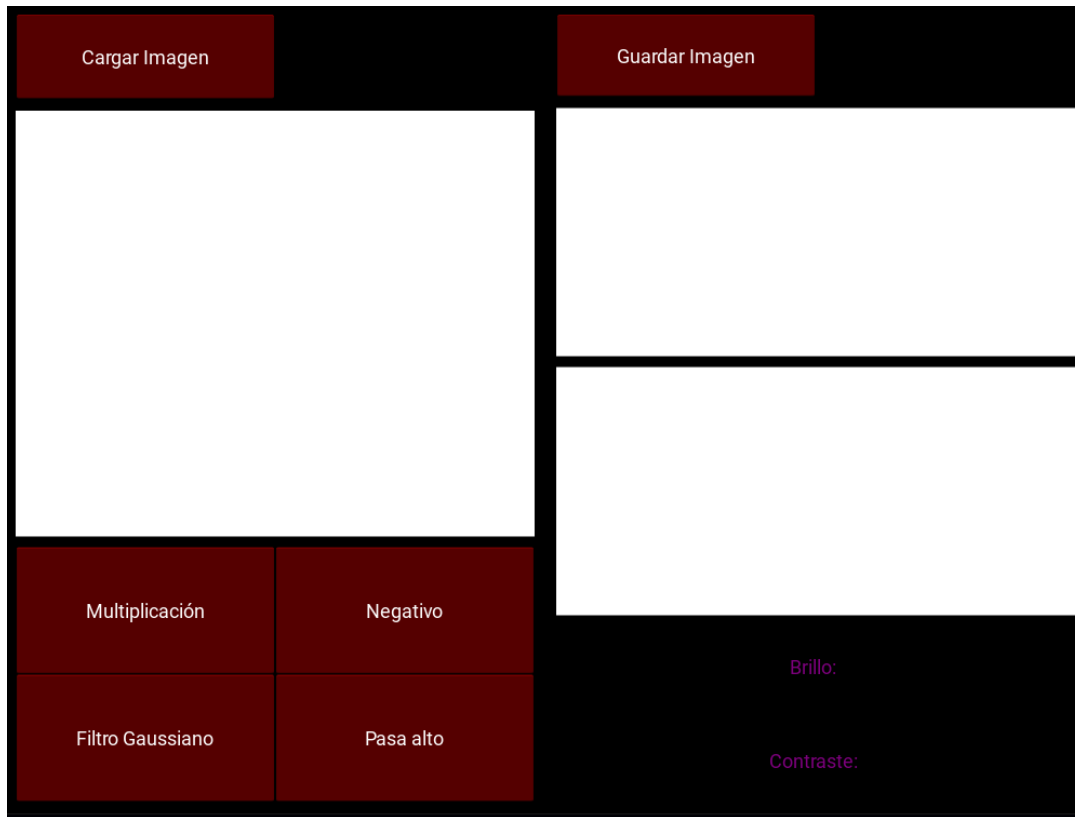 Cargar Imagen
Guardar Imagen
Multiplicación
Negativo
Filtro Gaussiano
Pasa alto
Brillo:
Contraste: